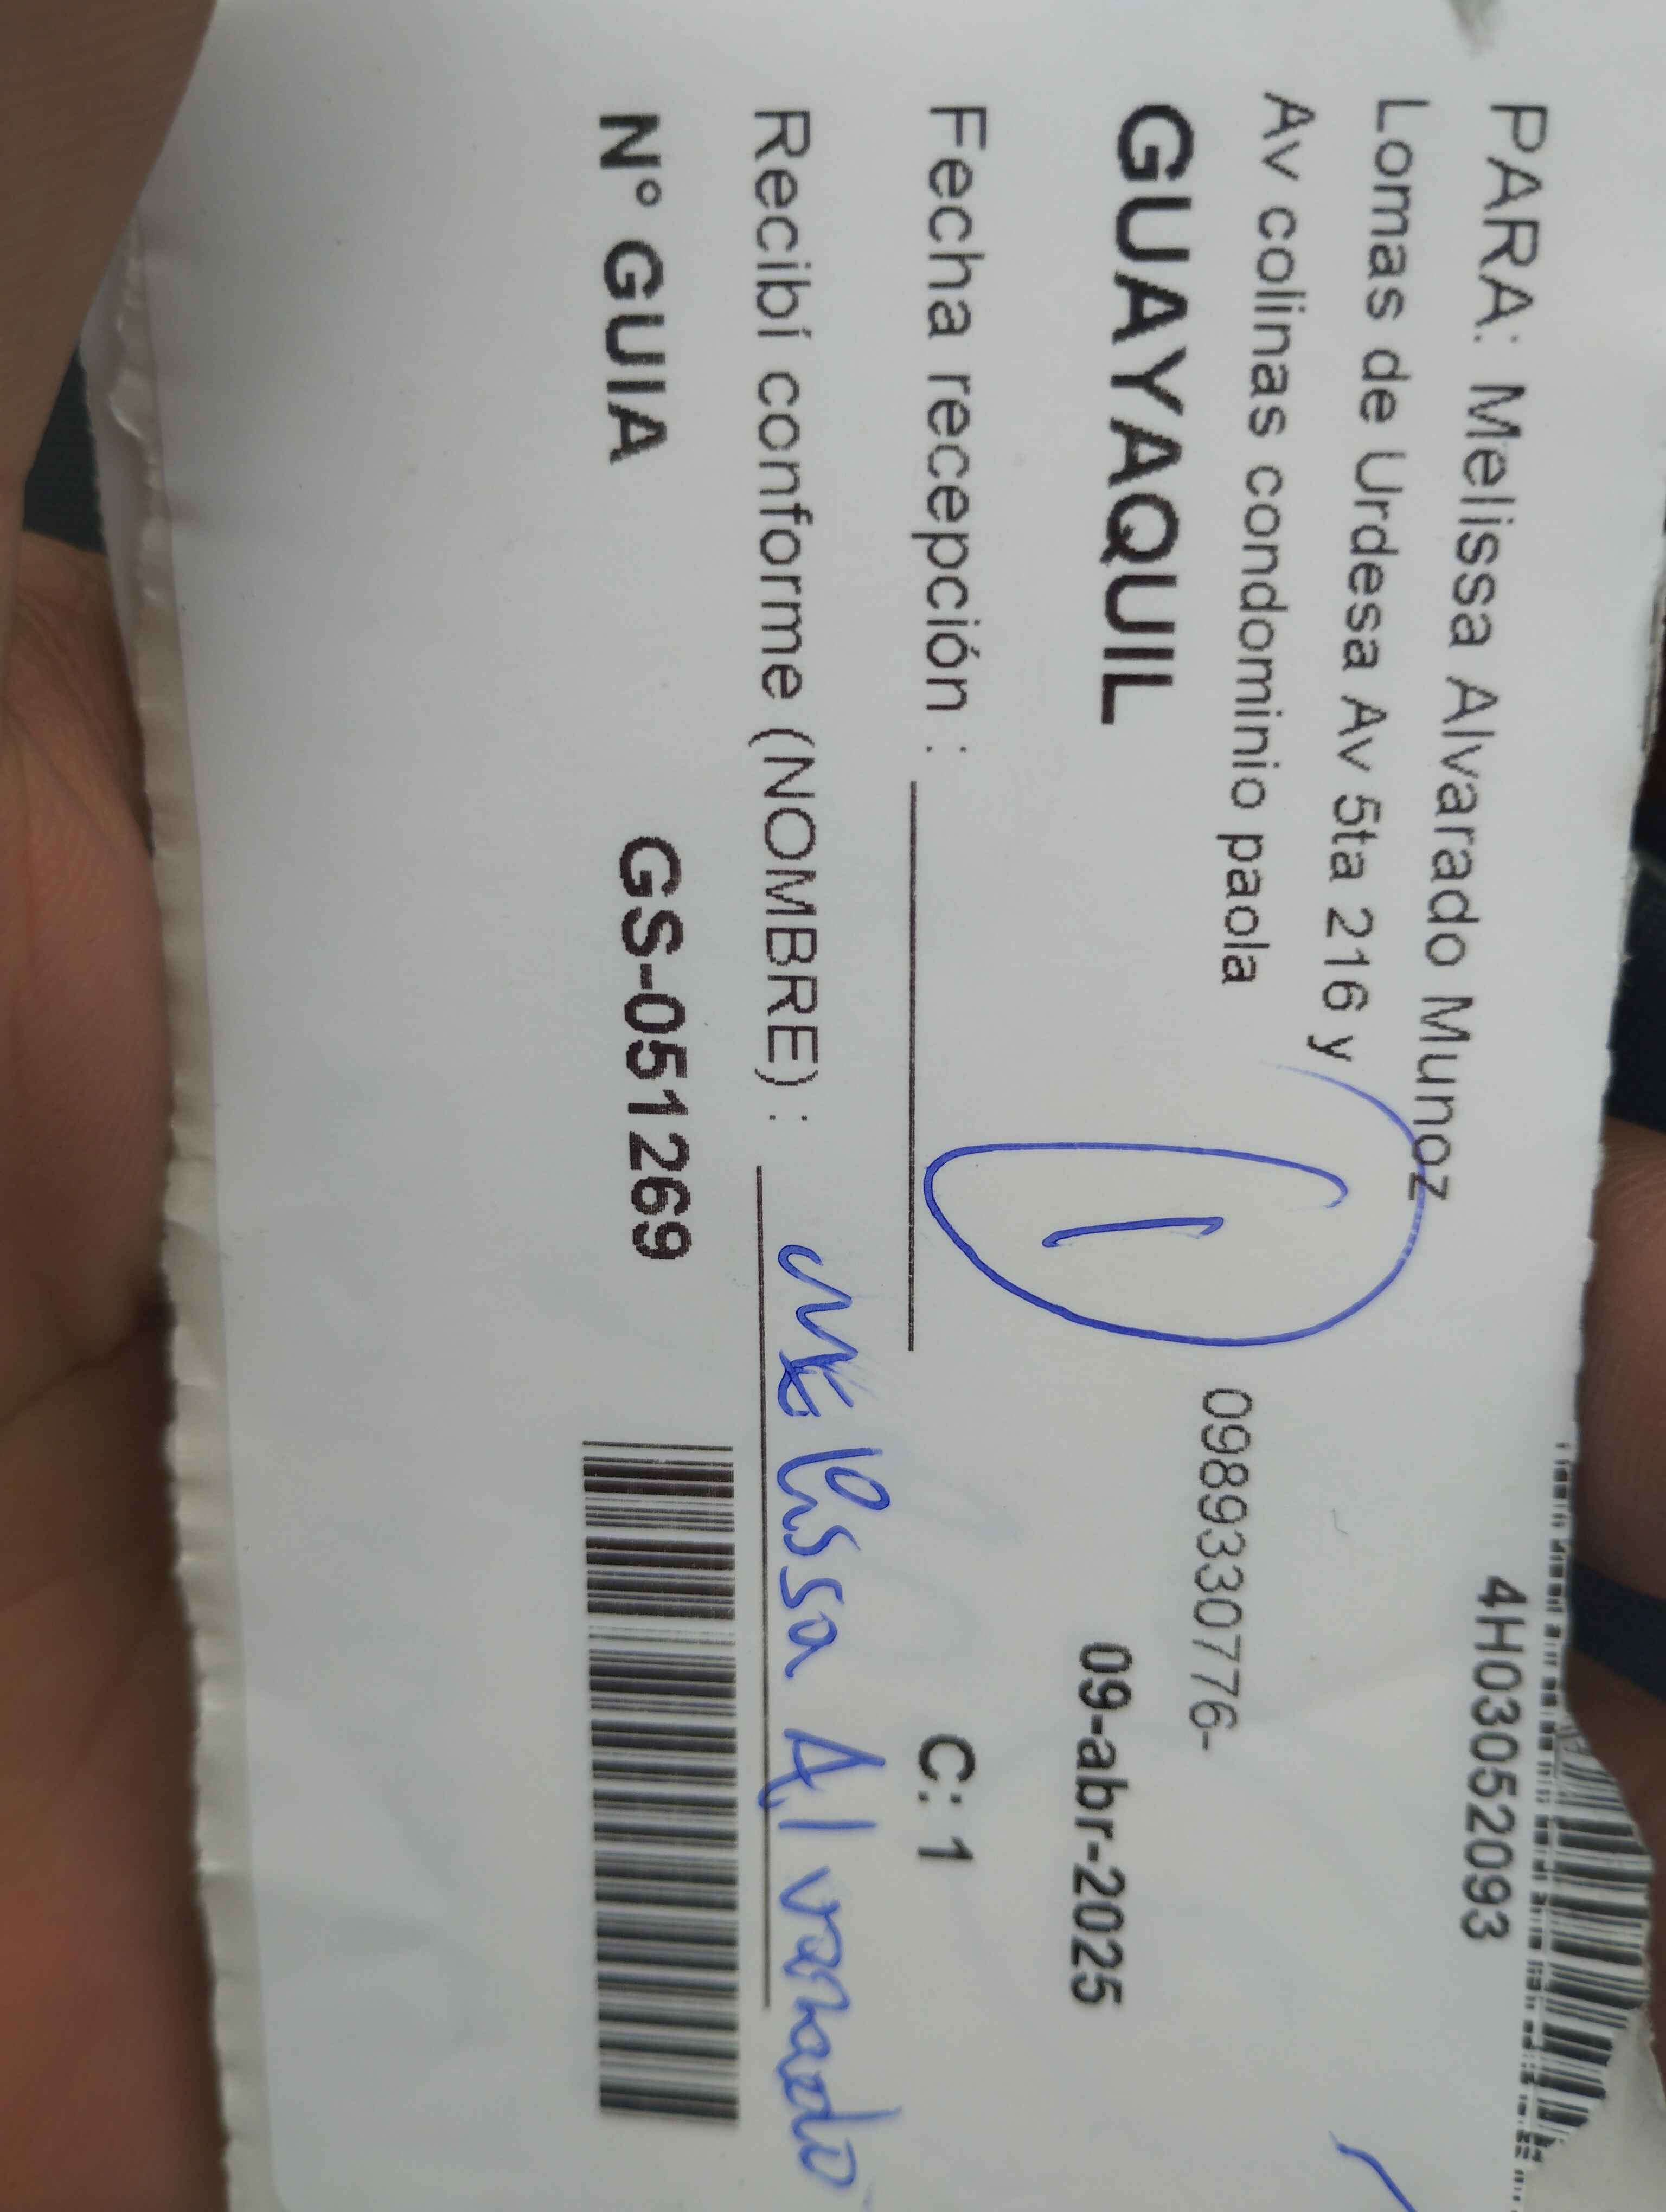 4H03052093
PARA: Melissa Alvarado Munoz
Lomas de Urdesa Av 5ta 216 y
Av colinas condominio paola
0989330776-
GUAYAQUIL
1
09-abr-2025
Fecha recepción :
C: 1
Recibí conforme (NOMBRE) : Melissa Alvarado
N° GUIA GS-051269